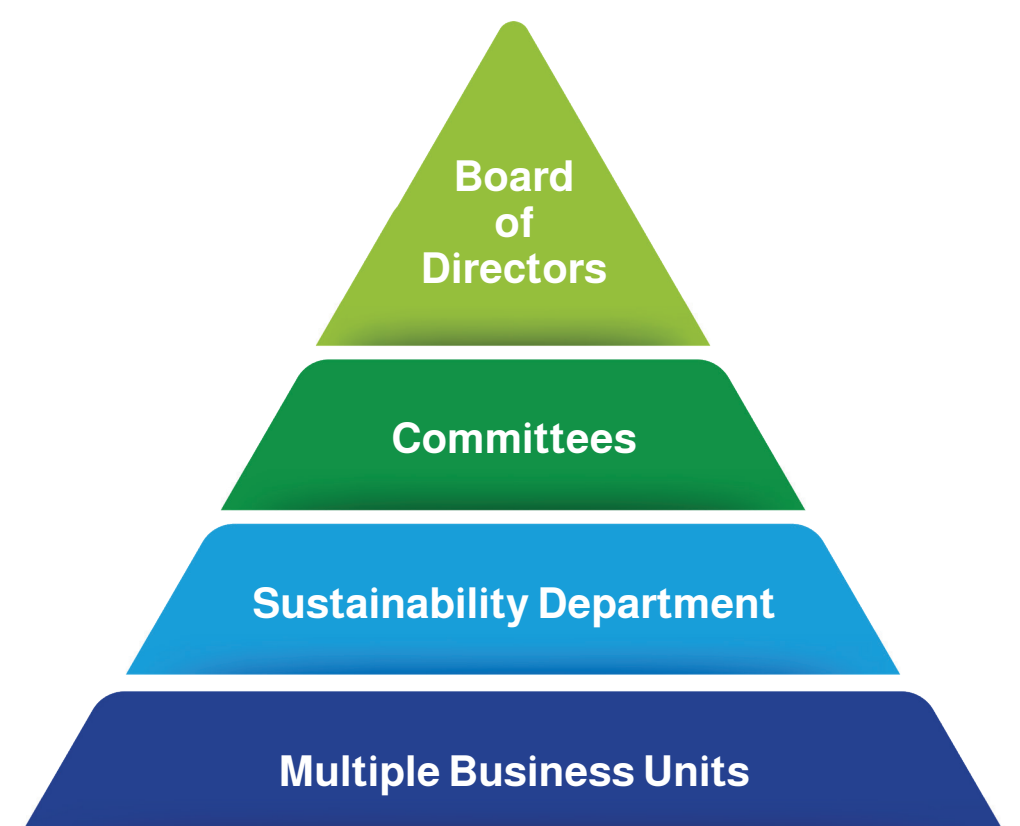 Board
of
Directors
Committees
Sustainability Department
Multiple Business Units